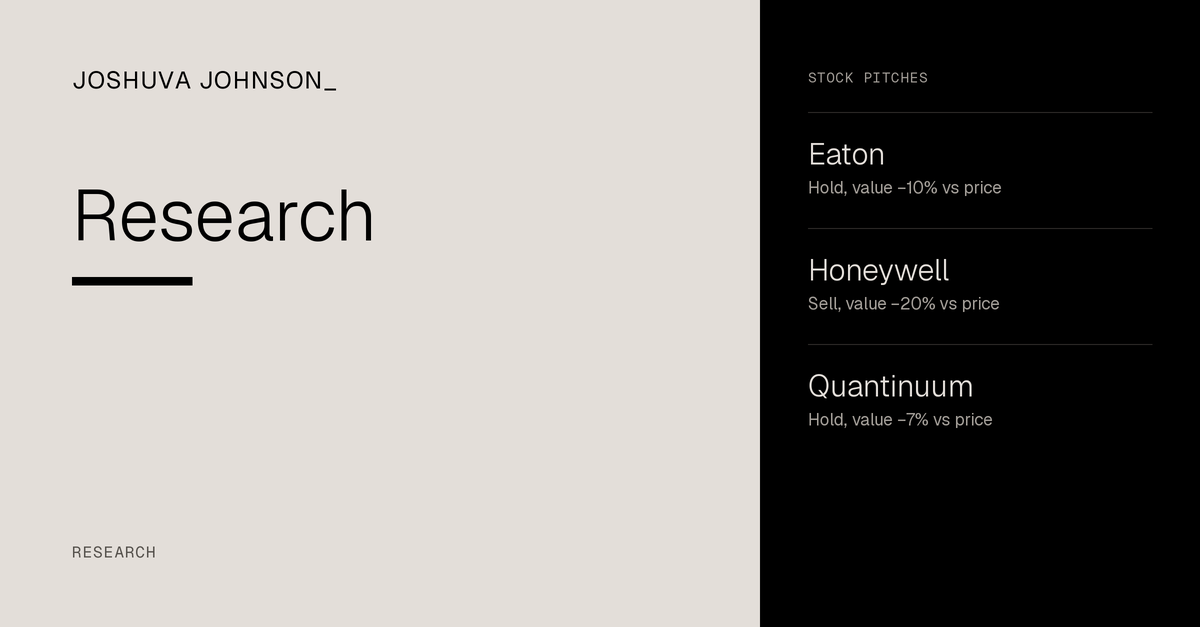 JOSHUVA JOHNSON_
Research
RESEARCH
STOCK PITCHES
Eaton
Hold, value −10% vs price
Honeywell
Sell, value −20% vs price
Quantinuum
Hold, value −7% vs price